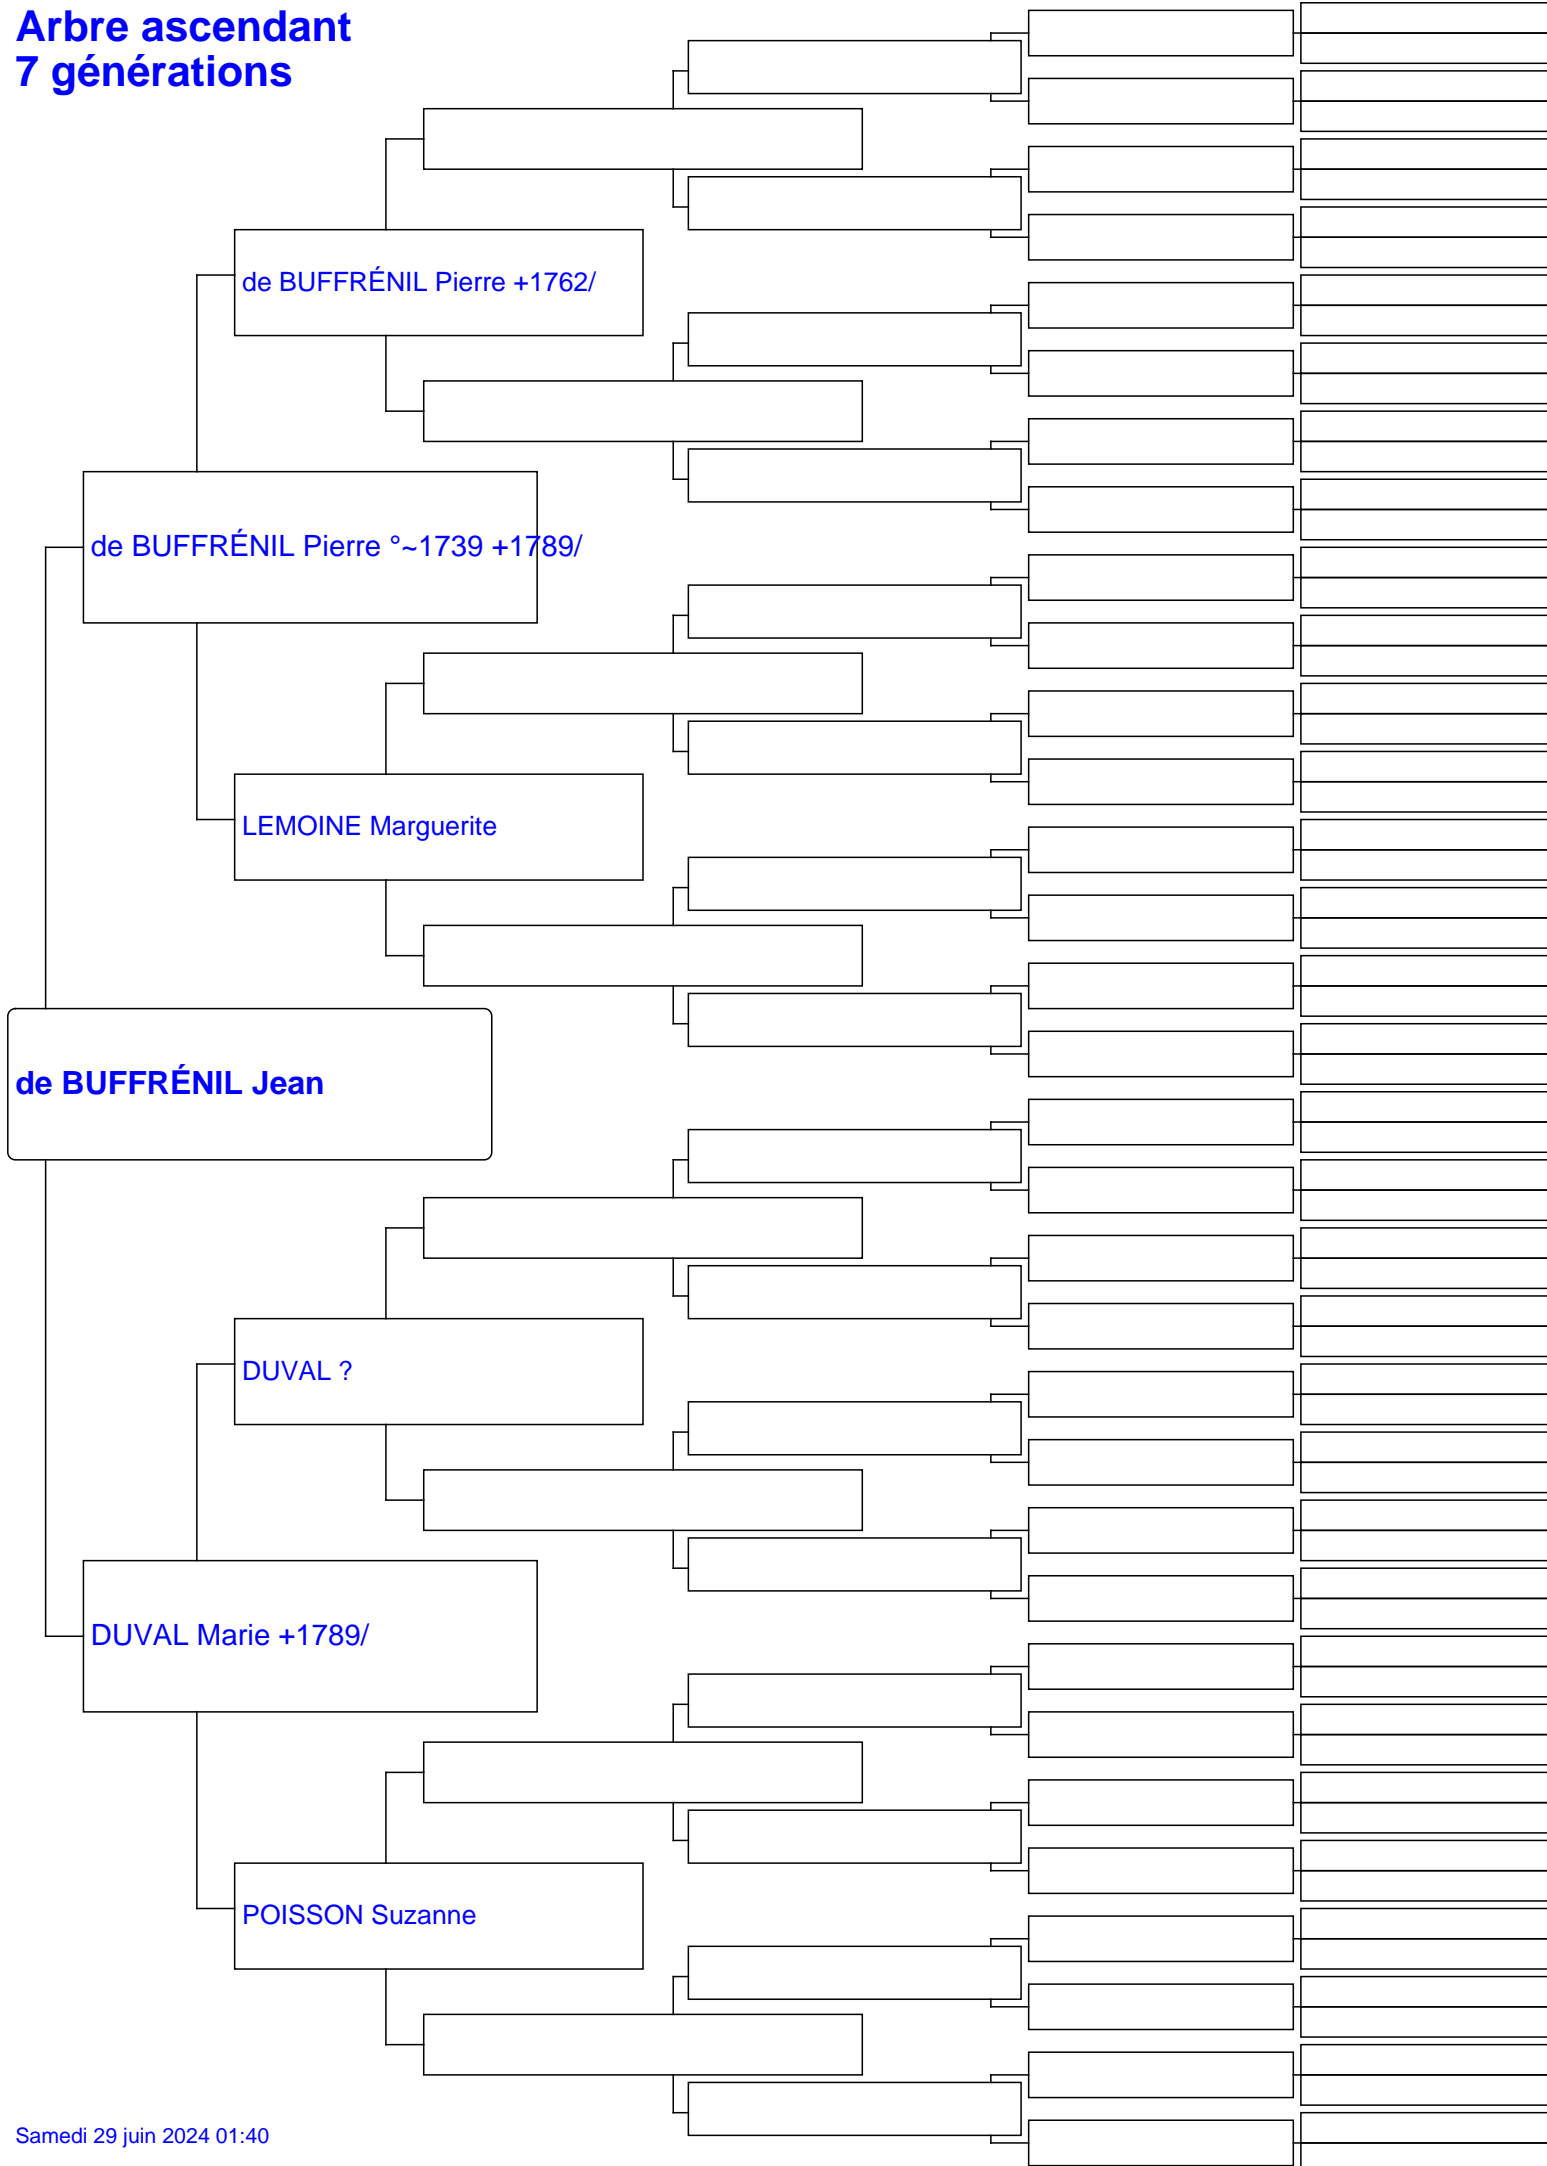 Arbre ascendant
7 générations
de BUFFRÉNIL Pierre +1762/
de BUFFRÉNIL Pierre °~1739 +1789/
LEMOINE Marguerite
de BUFFRÉNIL Jean
DUVAL ?
DUVAL Marie +1789/
POISSON Suzanne
Samedi 29 juin 2024 01:40